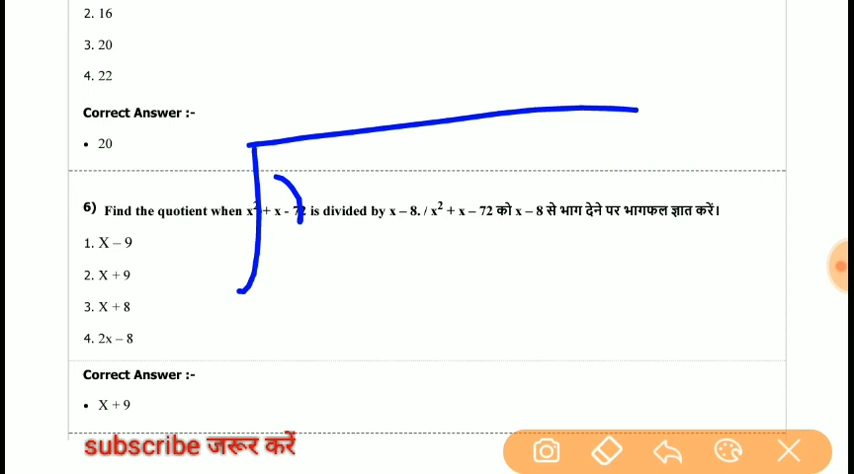 2. 16
3. 20
4. 22
Correct Answer :-
• 20
6) Find the quotient when x² + x - 72 is divided by x – 8. / x² + x – 72 को x – 8 से भाग देने पर भागफल ज्ञात करें।
1. X – 9
2. X + 9
3. X + 8
4. 2x – 8
Correct Answer :-
• X + 9
subscribe जरूर करें